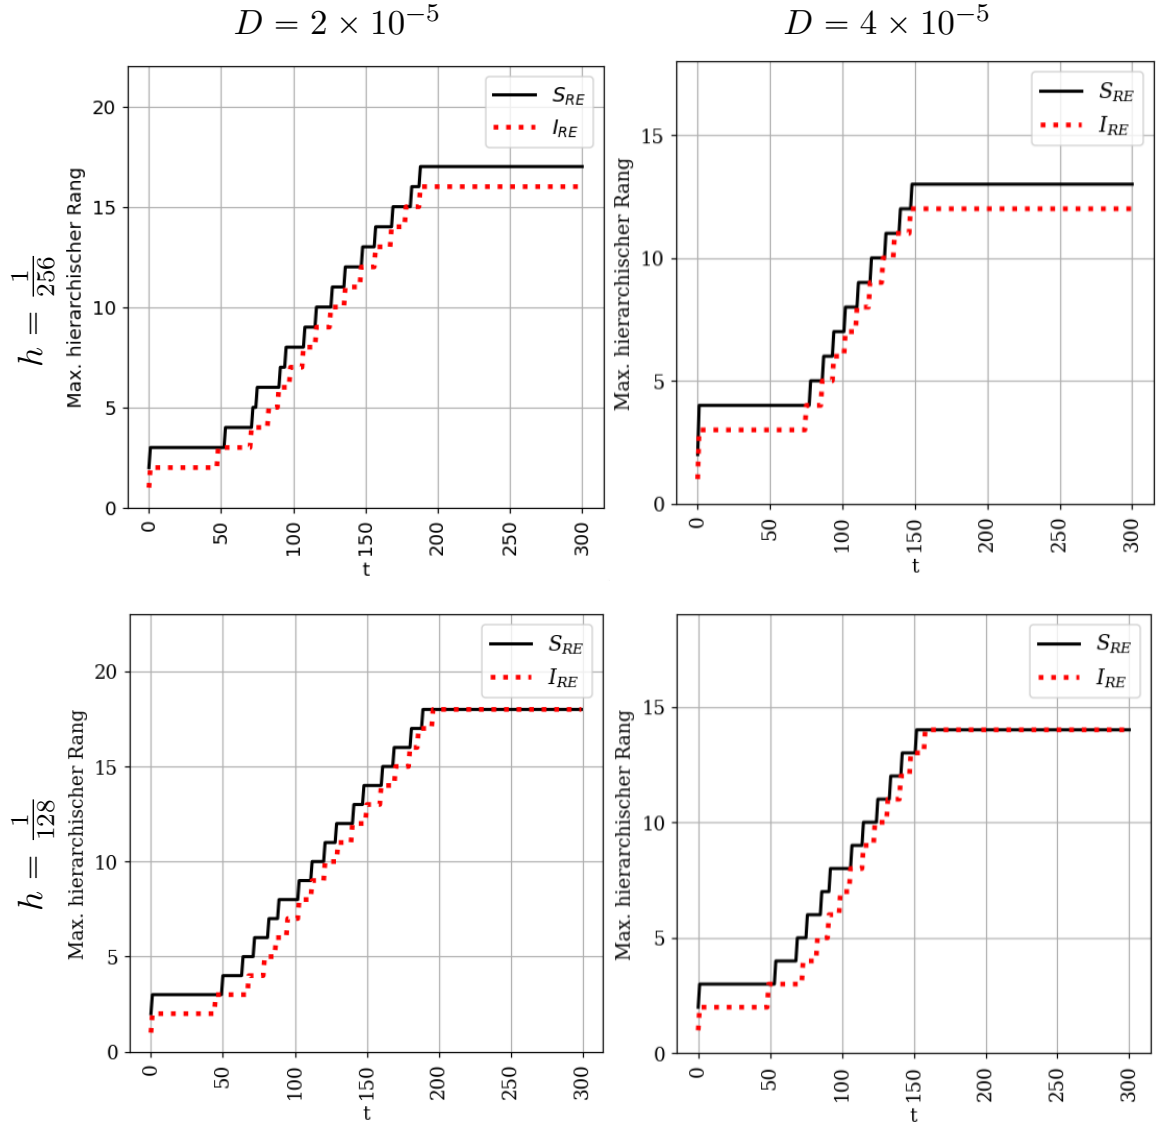 D = 2 × 10⁻⁵
D = 4 × 10⁻⁵
h = 1/256
Max. hierarchischer Rang
20
15
10
5
0
S_RE
I_RE
0 50 100 150 200 250 300
t
Max. hierarchischer Rang
15
10
5
0
S_RE
I_RE
0 50 100 150 200 250 300
t
h = 1/128
Max. hierarchischer Rang
20
15
10
5
0
S_RE
I_RE
0 50 100 150 200 250 300
t
Max. hierarchischer Rang
15
10
5
0
S_RE
I_RE
0 50 100 150 200 250 300
t